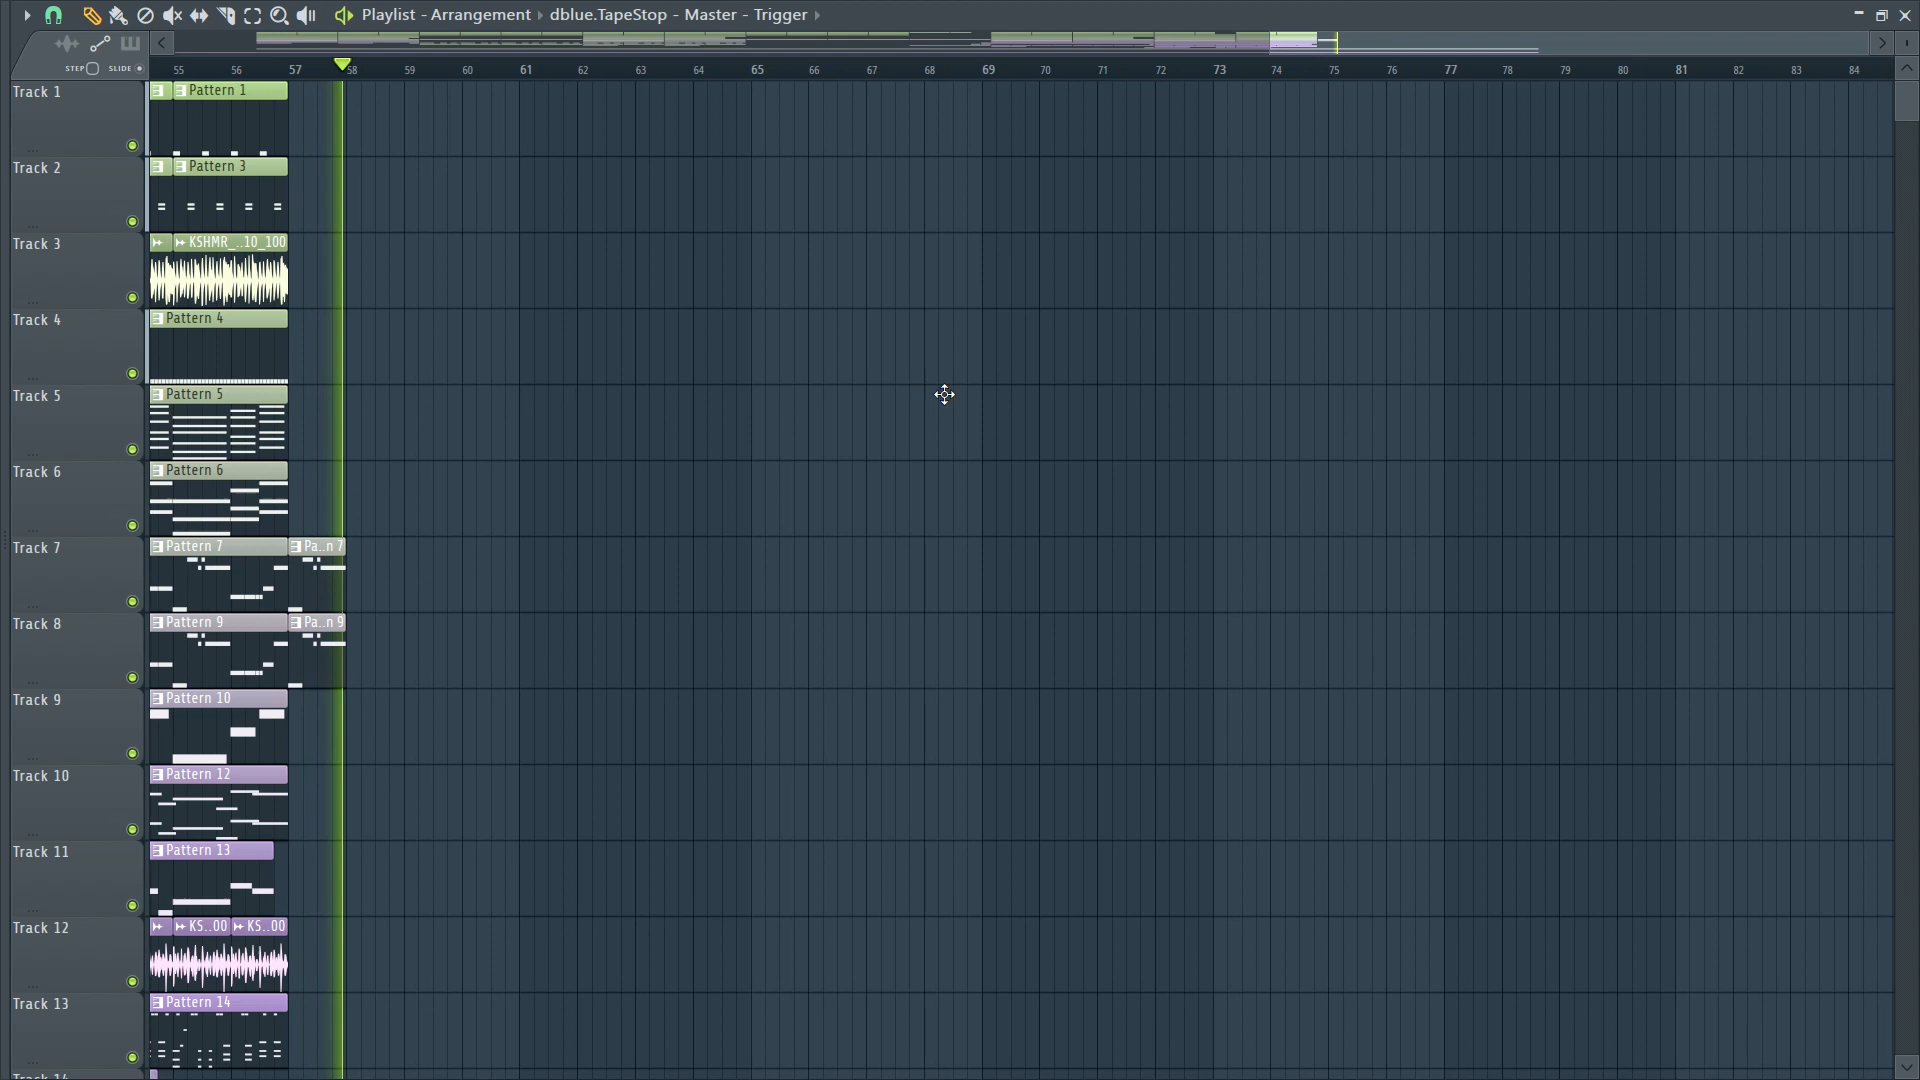 Playlist - Arrangement › dblue.TapeStop - Master - Trigger ›
STEP SLIDE
55 56 57 58 59 60 61 62 63 64 65 66 67 68 69 70 71 72 73 74 75 76 77 78 79 80 81 82 83 84
Track 1 Pattern 1
Track 2 Pattern 3
Track 3 KSHMR_..10_100
Track 4 Pattern 4
Track 5 Pattern 5
Track 6 Pattern 6
Track 7 Pattern 7 Pa..n 7
Track 8 Pattern 9 Pa..n 9
Track 9 Pattern 10
Track 10 Pattern 12
Track 11 Pattern 13
Track 12 KS..00 KS..00
Track 13 Pattern 14